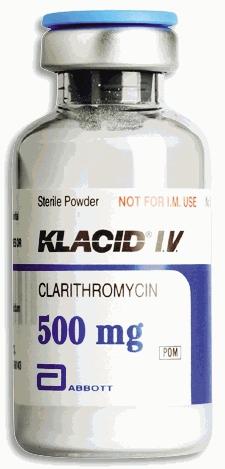 Sterile Powder NOT FOR I.M. USE
KLACID® I.V.
CLARITHROMYCIN
500 mg
POM
ABBOTT